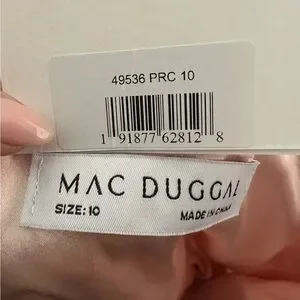 49536 PRC 10
1 91877 62812 8
MAC DUGGAL
SIZE: 10
MADE IN CHINA